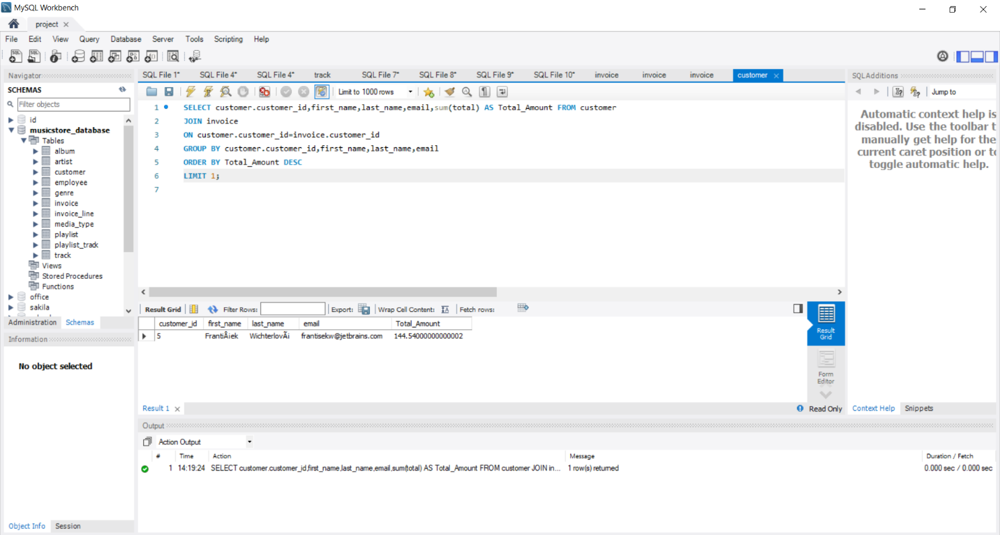 MySQL Workbench
project
File Edit View Query Database Server Tools Scripting Help
Navigator
SCHEMAS
Filter objects
id
musicstore_database
Tables
album
artist
customer
employee
genre
invoice
invoice_line
media_type
playlist
playlist_track
track
Views
Stored Procedures
Functions
office
sakila
Administration Schemas
Information
No object selected
Object Info Session
SQL File 1* SQL File 4* SQL File 4* track SQL File 7* SQL File 8* SQL File 9* SQL File 10* invoice invoice invoice customer
Limit to 1000 rows
1 SELECT customer.customer_id,first_name,last_name,email,sum(total) AS Total_Amount FROM customer
2 JOIN invoice
3 ON customer.customer_id=invoice.customer_id
4 GROUP BY customer.customer_id,first_name,last_name,email
5 ORDER BY Total_Amount DESC
6 LIMIT 1;
7
Result Grid Filter Rows: Export: Wrap Cell Content: Fetch rows:
customer_id first_name last_name email Total_Amount
5 FrantiÅiek WichterlovÃi frantisekw@jetbrains.com 144.54000000000002
Result Grid
Form Editor
Result 1 Read Only
SQLAdditions
Jump to
Automatic context help is
disabled. Use the toolbar t
manually get help for the
current caret position or to
toggle automatic help.
Context Help Snippets
Output
Action Output
# Time Action Message Duration / Fetch
1 14:19:24 SELECT customer.customer_id,first_name,last_name,email,sum(total) AS Total_Amount FROM customer JOIN in... 1 row(s) returned 0.000 sec / 0.000 sec